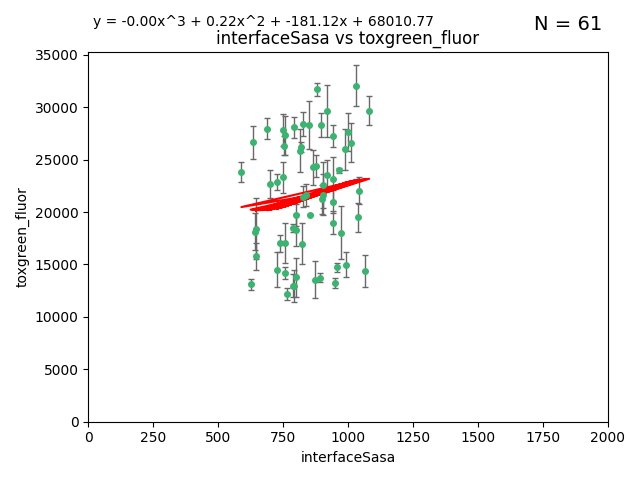 y = -0.00x^3 + 0.22x^2 + -181.12x + 68010.77
N = 61
interfaceSasa vs toxgreen_fluor
35000
30000
25000
20000
15000
10000
5000
0
toxgreen_fluor
0 250 500 750 1000 1250 1500 1750 2000
interfaceSasa